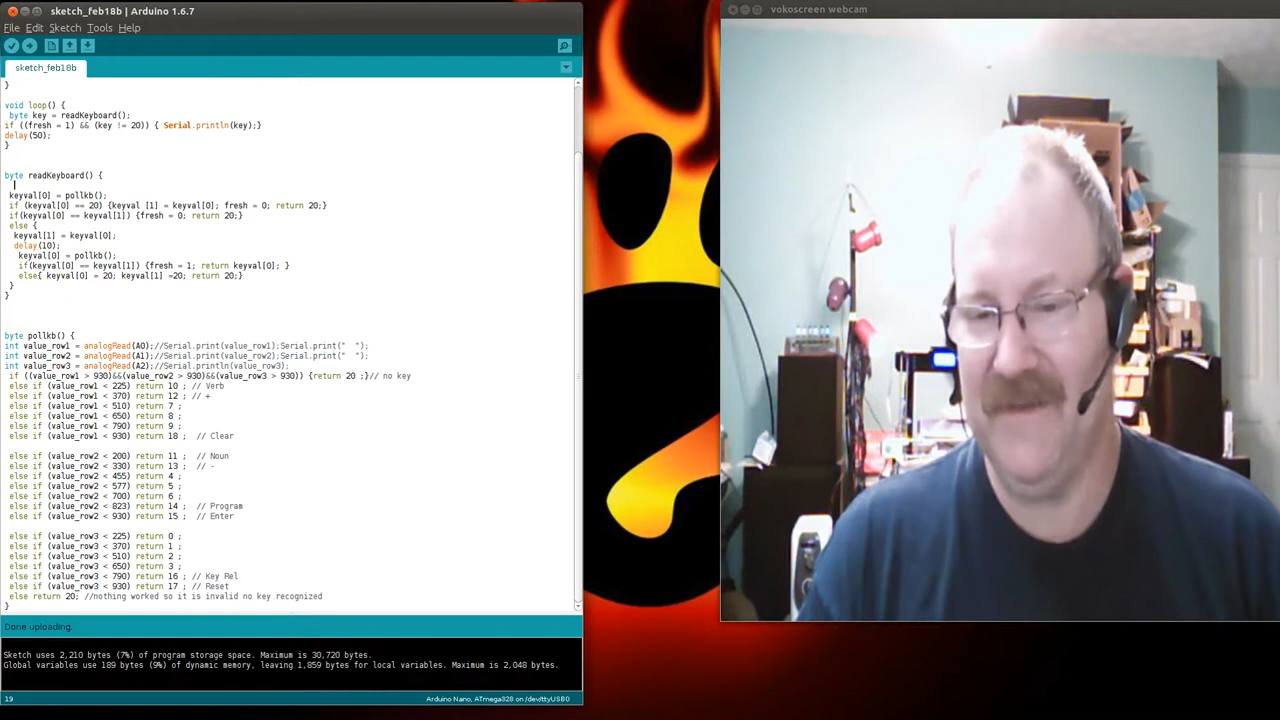 sketch_feb18b | Arduino 1.6.7
File Edit Sketch Tools Help
sketch_feb18b
}
void loop() {
byte key = readKeyboard();
if ((fresh = 1) && (key != 20)) { Serial.println(key);}
delay(50);
}
byte readKeyboard() {
keyval[0] = pollkb();
if (keyval[0] == 20) {keyval [1] = keyval[0]; fresh = 0; return 20;}
if(keyval[0] == keyval[1]) {fresh = 0; return 20;}
else {
keyval[1] = keyval[0];
delay(10);
keyval[0] = pollkb();
if(keyval[0] == keyval[1]) {fresh = 1; return keyval[0]; }
else{ keyval[0] = 20; keyval[1] =20; return 20;}
}
}
byte pollkb() {
int value_row1 = analogRead(A0);//Serial.print(value_row1);Serial.print("  ");
int value_row2 = analogRead(A1);//Serial.print(value_row2);Serial.print("  ");
int value_row3 = analogRead(A2);//Serial.println(value_row3);
if ((value_row1 > 930)&&(value_row2 > 930)&&(value_row3 > 930)) {return 20 ;}// no key
else if (value_row1 < 225) return 10 ; // Verb
else if (value_row1 < 370) return 12 ; // +
else if (value_row1 < 510) return 7 ;
else if (value_row1 < 650) return 8 ;
else if (value_row1 < 790) return 9 ;
else if (value_row1 < 930) return 18 ;  // Clear
else if (value_row2 < 200) return 11 ;  // Noun
else if (value_row2 < 330) return 13 ;  // -
else if (value_row2 < 455) return 4 ;
else if (value_row2 < 577) return 5 ;
else if (value_row2 < 700) return 6 ;
else if (value_row2 < 823) return 14 ;  // Program
else if (value_row2 < 930) return 15 ;  // Enter
else if (value_row3 < 225) return 0 ;
else if (value_row3 < 370) return 1 ;
else if (value_row3 < 510) return 2 ;
else if (value_row3 < 650) return 3 ;
else if (value_row3 < 790) return 16 ; // Key Rel
else if (value_row3 < 930) return 17 ; // Reset
else return 20; //nothing worked so it is invalid no key recognized
}
Done uploading.
Sketch uses 2,210 bytes (7%) of program storage space. Maximum is 30,720 bytes.
Global variables use 189 bytes (9%) of dynamic memory, leaving 1,859 bytes for local variables. Maximum is 2,048 bytes.
19
Arduino Nano, ATmega328 on /dev/ttyUSB0
vokoscreen webcam